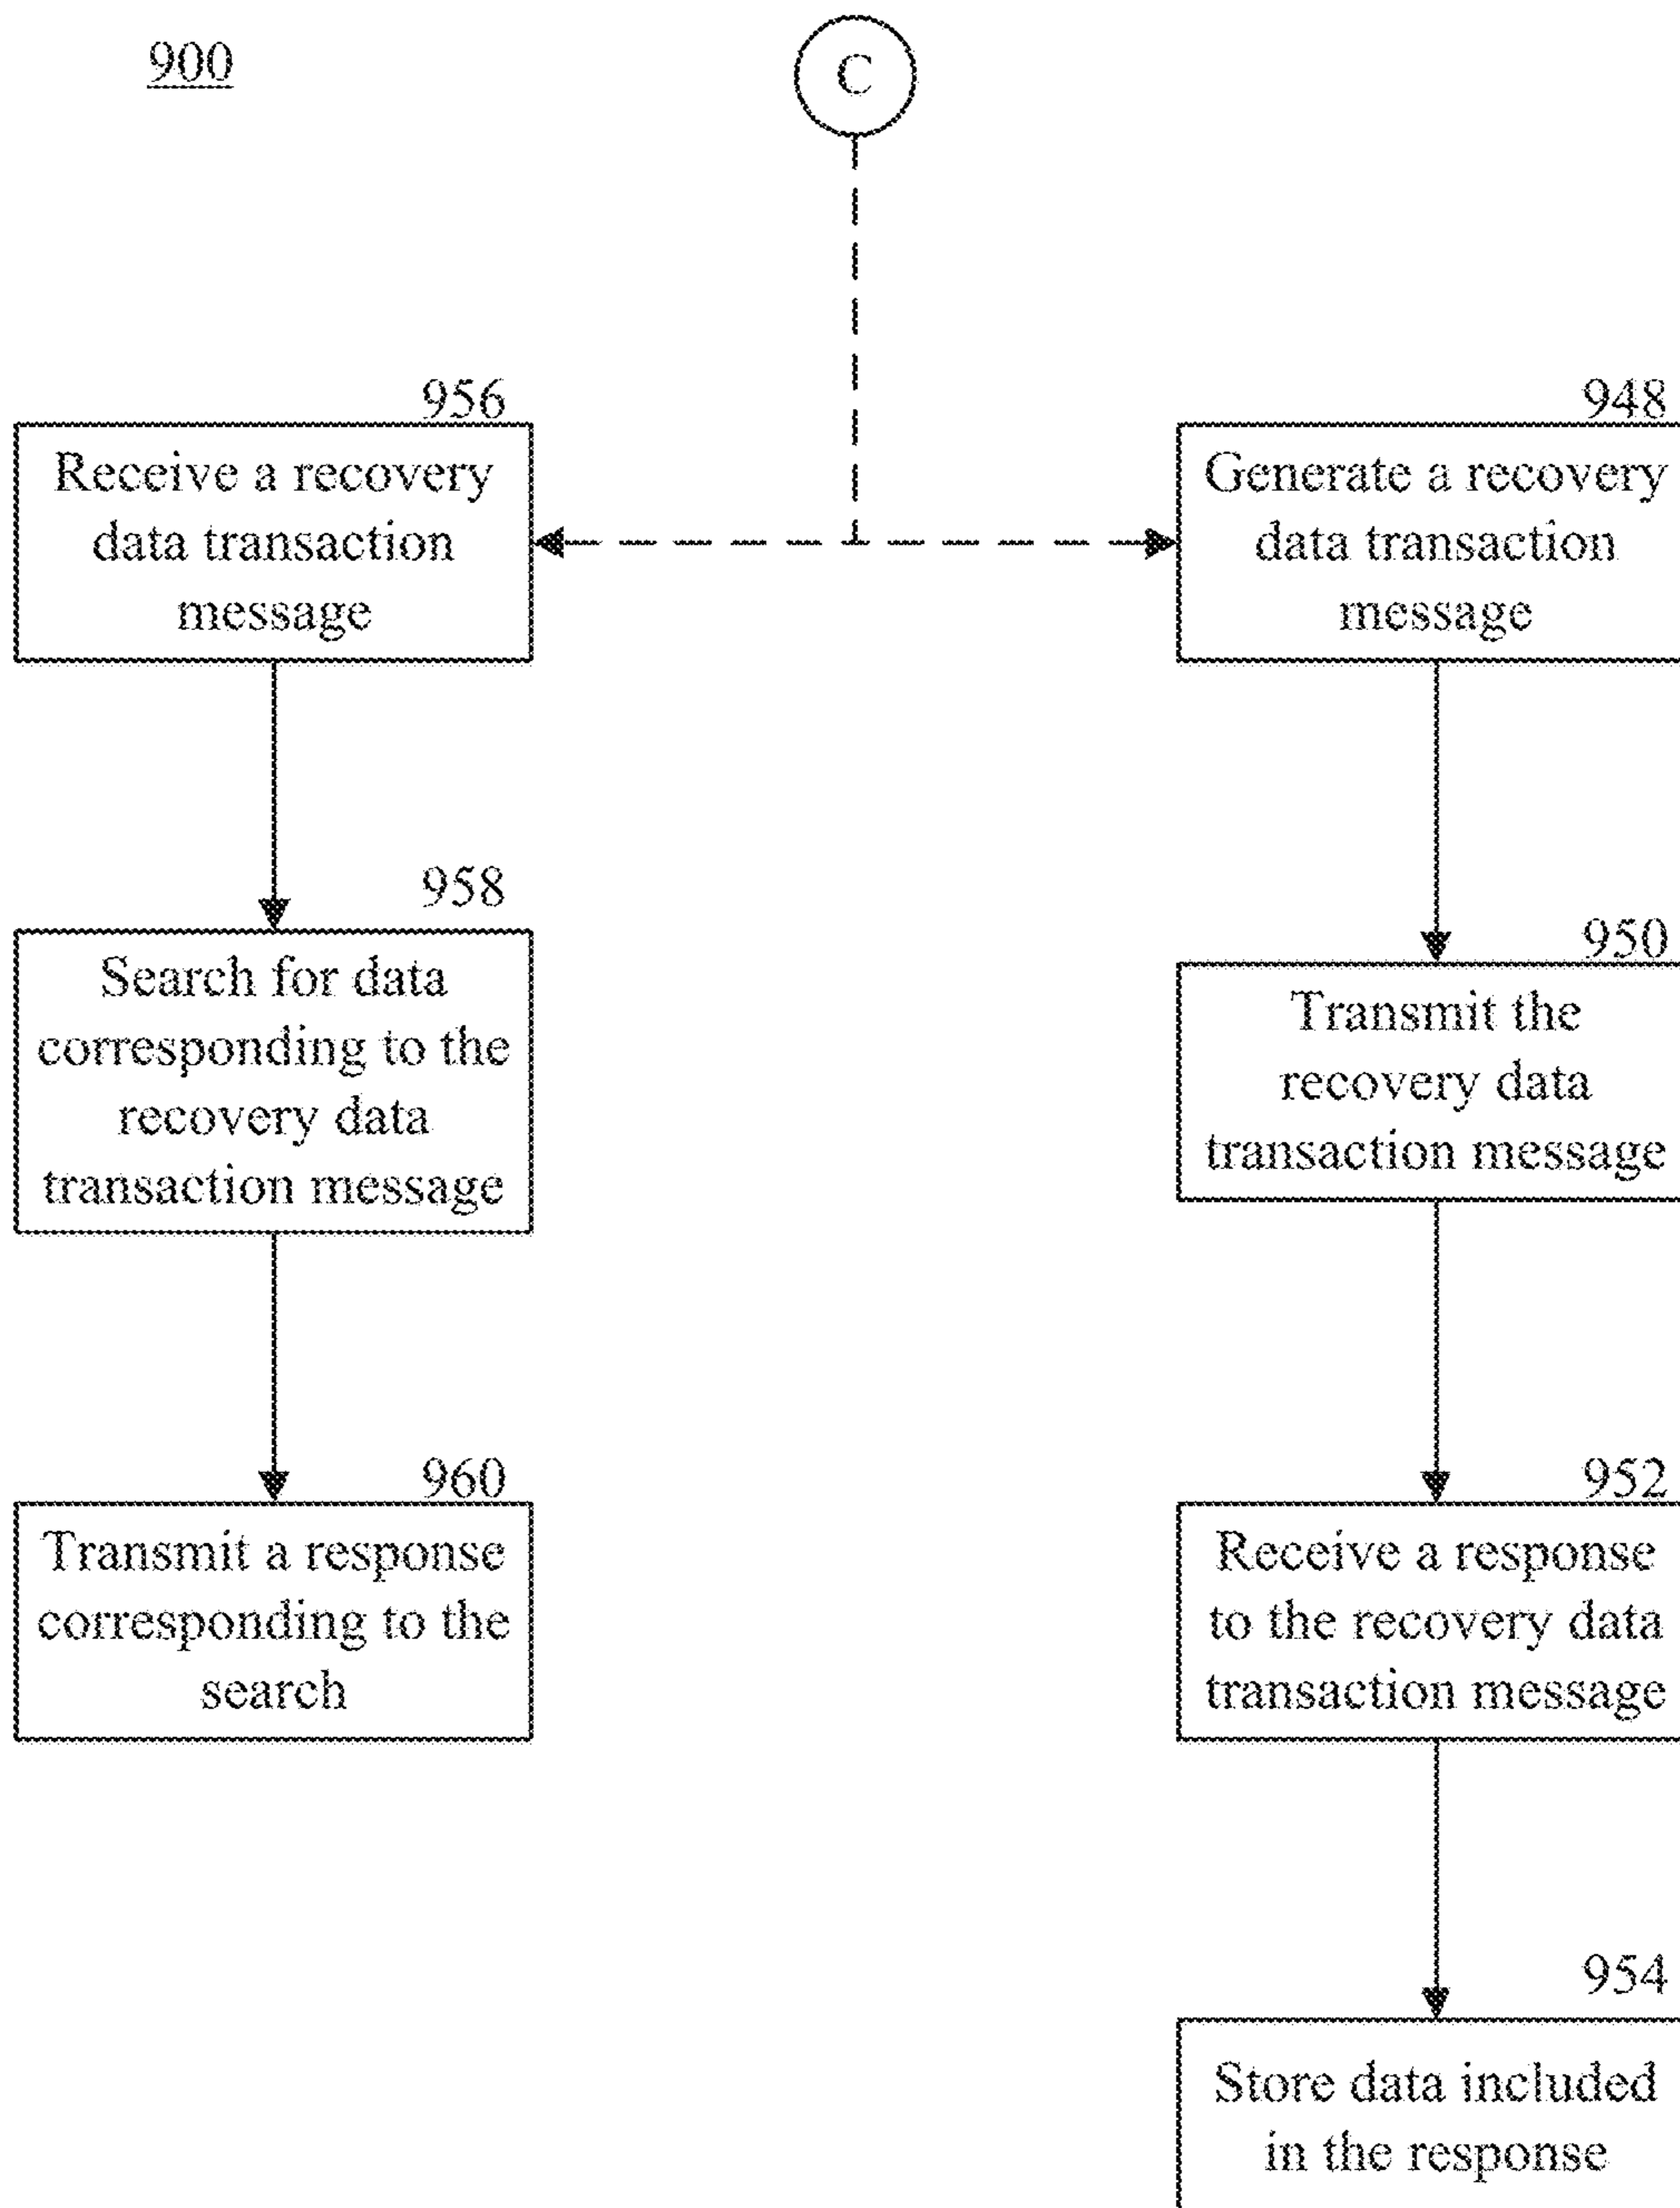 900
C
956
Receive a recovery
data transaction
message
948
Generate a recovery
data transaction
message
958
Search for data
corresponding to the
recovery data
transaction message
950
Transmit the
recovery data
transaction message
960
Transmit a response
corresponding to the
search
952
Receive a response
to the recovery data
transaction message
954
Store data included
in the response